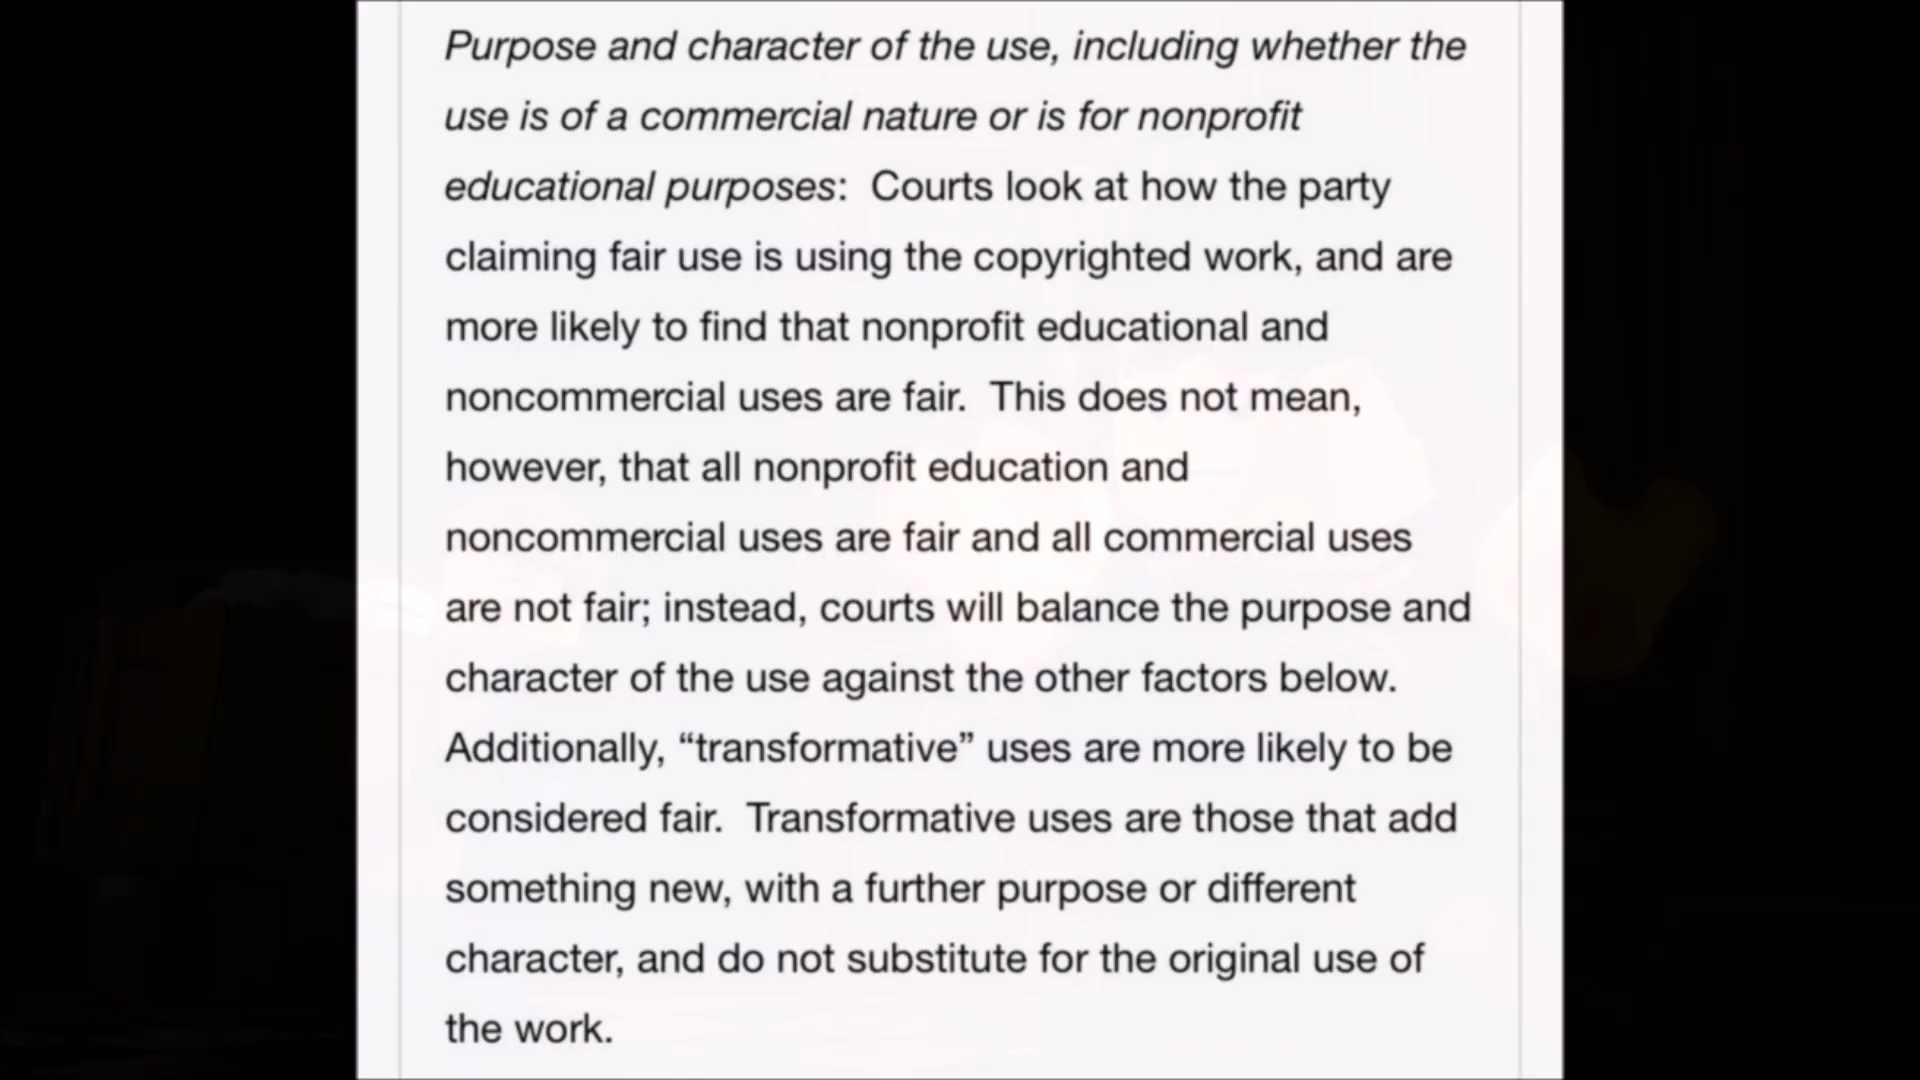 Purpose and character of the use, including whether the
use is of a commercial nature or is for nonprofit
educational purposes:  Courts look at how the party
claiming fair use is using the copyrighted work, and are
more likely to find that nonprofit educational and
noncommercial uses are fair.  This does not mean,
however, that all nonprofit education and
noncommercial uses are fair and all commercial uses
are not fair; instead, courts will balance the purpose and
character of the use against the other factors below.
Additionally, “transformative” uses are more likely to be
considered fair.  Transformative uses are those that add
something new, with a further purpose or different
character, and do not substitute for the original use of
the work.